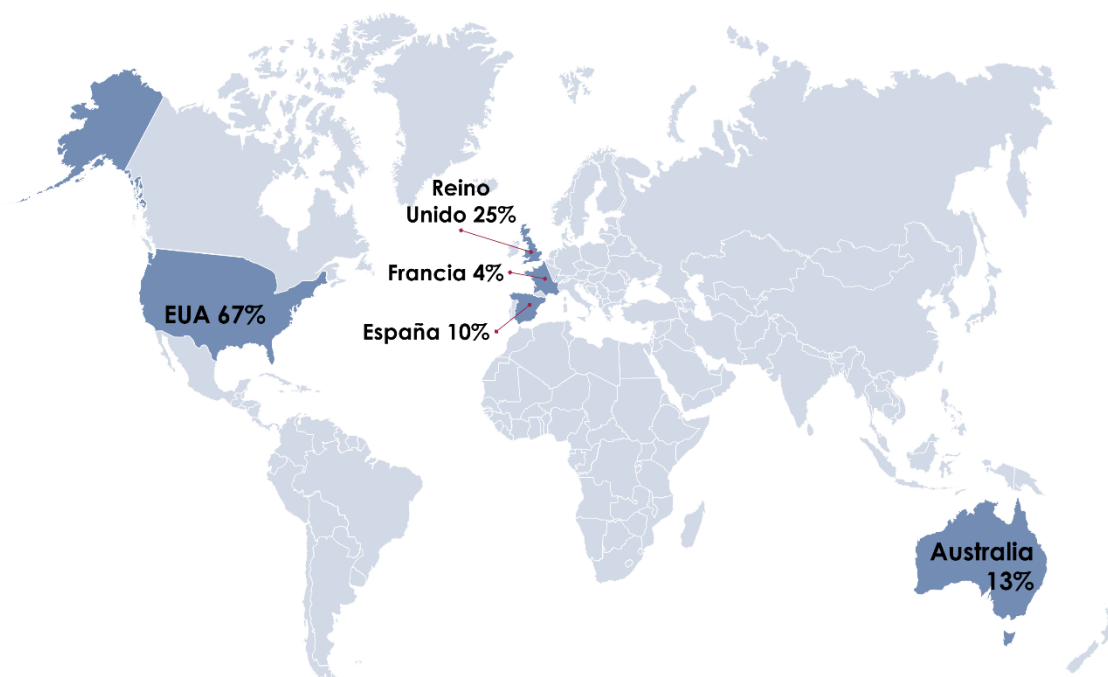 Reino
Unido 25%
Francia 4%
EUA 67%
España 10%
Australia
13%